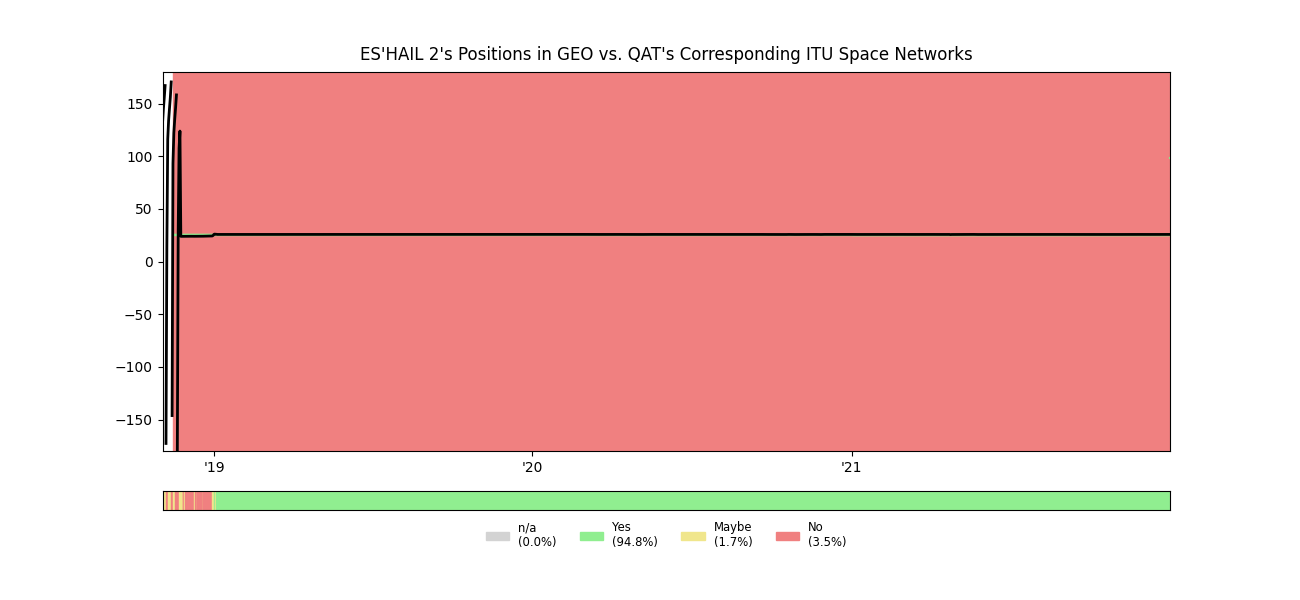 ES'HAIL 2's Positions in GEO vs. QAT's Corresponding ITU Space Networks
150
100
50
0
−50
−100
−150
'19
'20
'21
n/a
(0.0%)
Yes
(94.8%)
Maybe
(1.7%)
No
(3.5%)